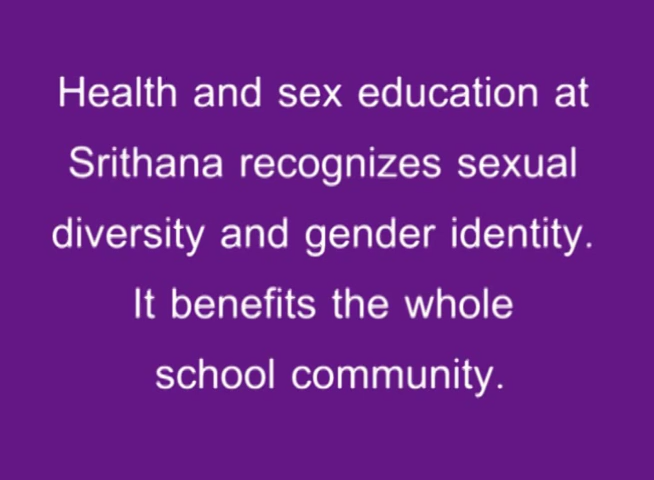 Health and sex education at
Srithana recognizes sexual
diversity and gender identity.
It benefits the whole
school community.